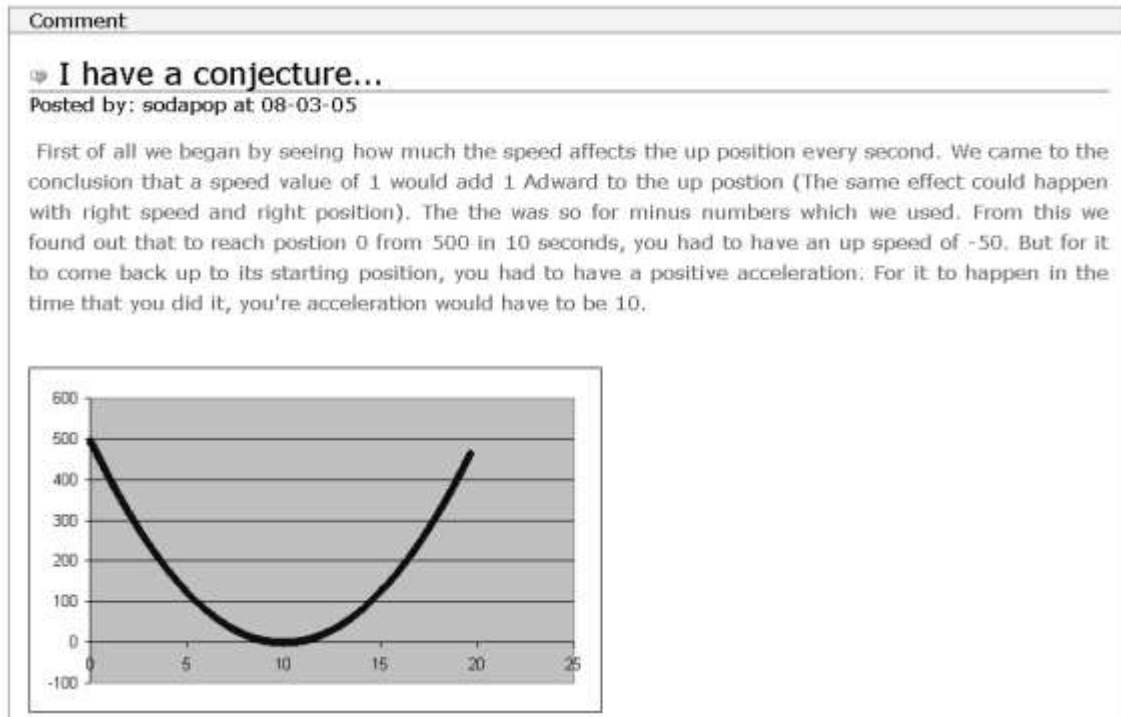 Comment
I have a conjecture...
Posted by: sodapop at 08-03-05
First of all we began by seeing how much the speed affects the up position every second. We came to the
conclusion that a speed value of 1 would add 1 Adward to the up postion (The same effect could happen
with right speed and right position). The the was so for minus numbers which we used. From this we
found out that to reach postion 0 from 500 in 10 seconds, you had to have an up speed of -50. But for it
to come back up to its starting position, you had to have a positive acceleration. For it to happen in the
time that you did it, you're acceleration would have to be 10.
600
500
400
300
200
100
0
-100
0 5 10 15 20 25